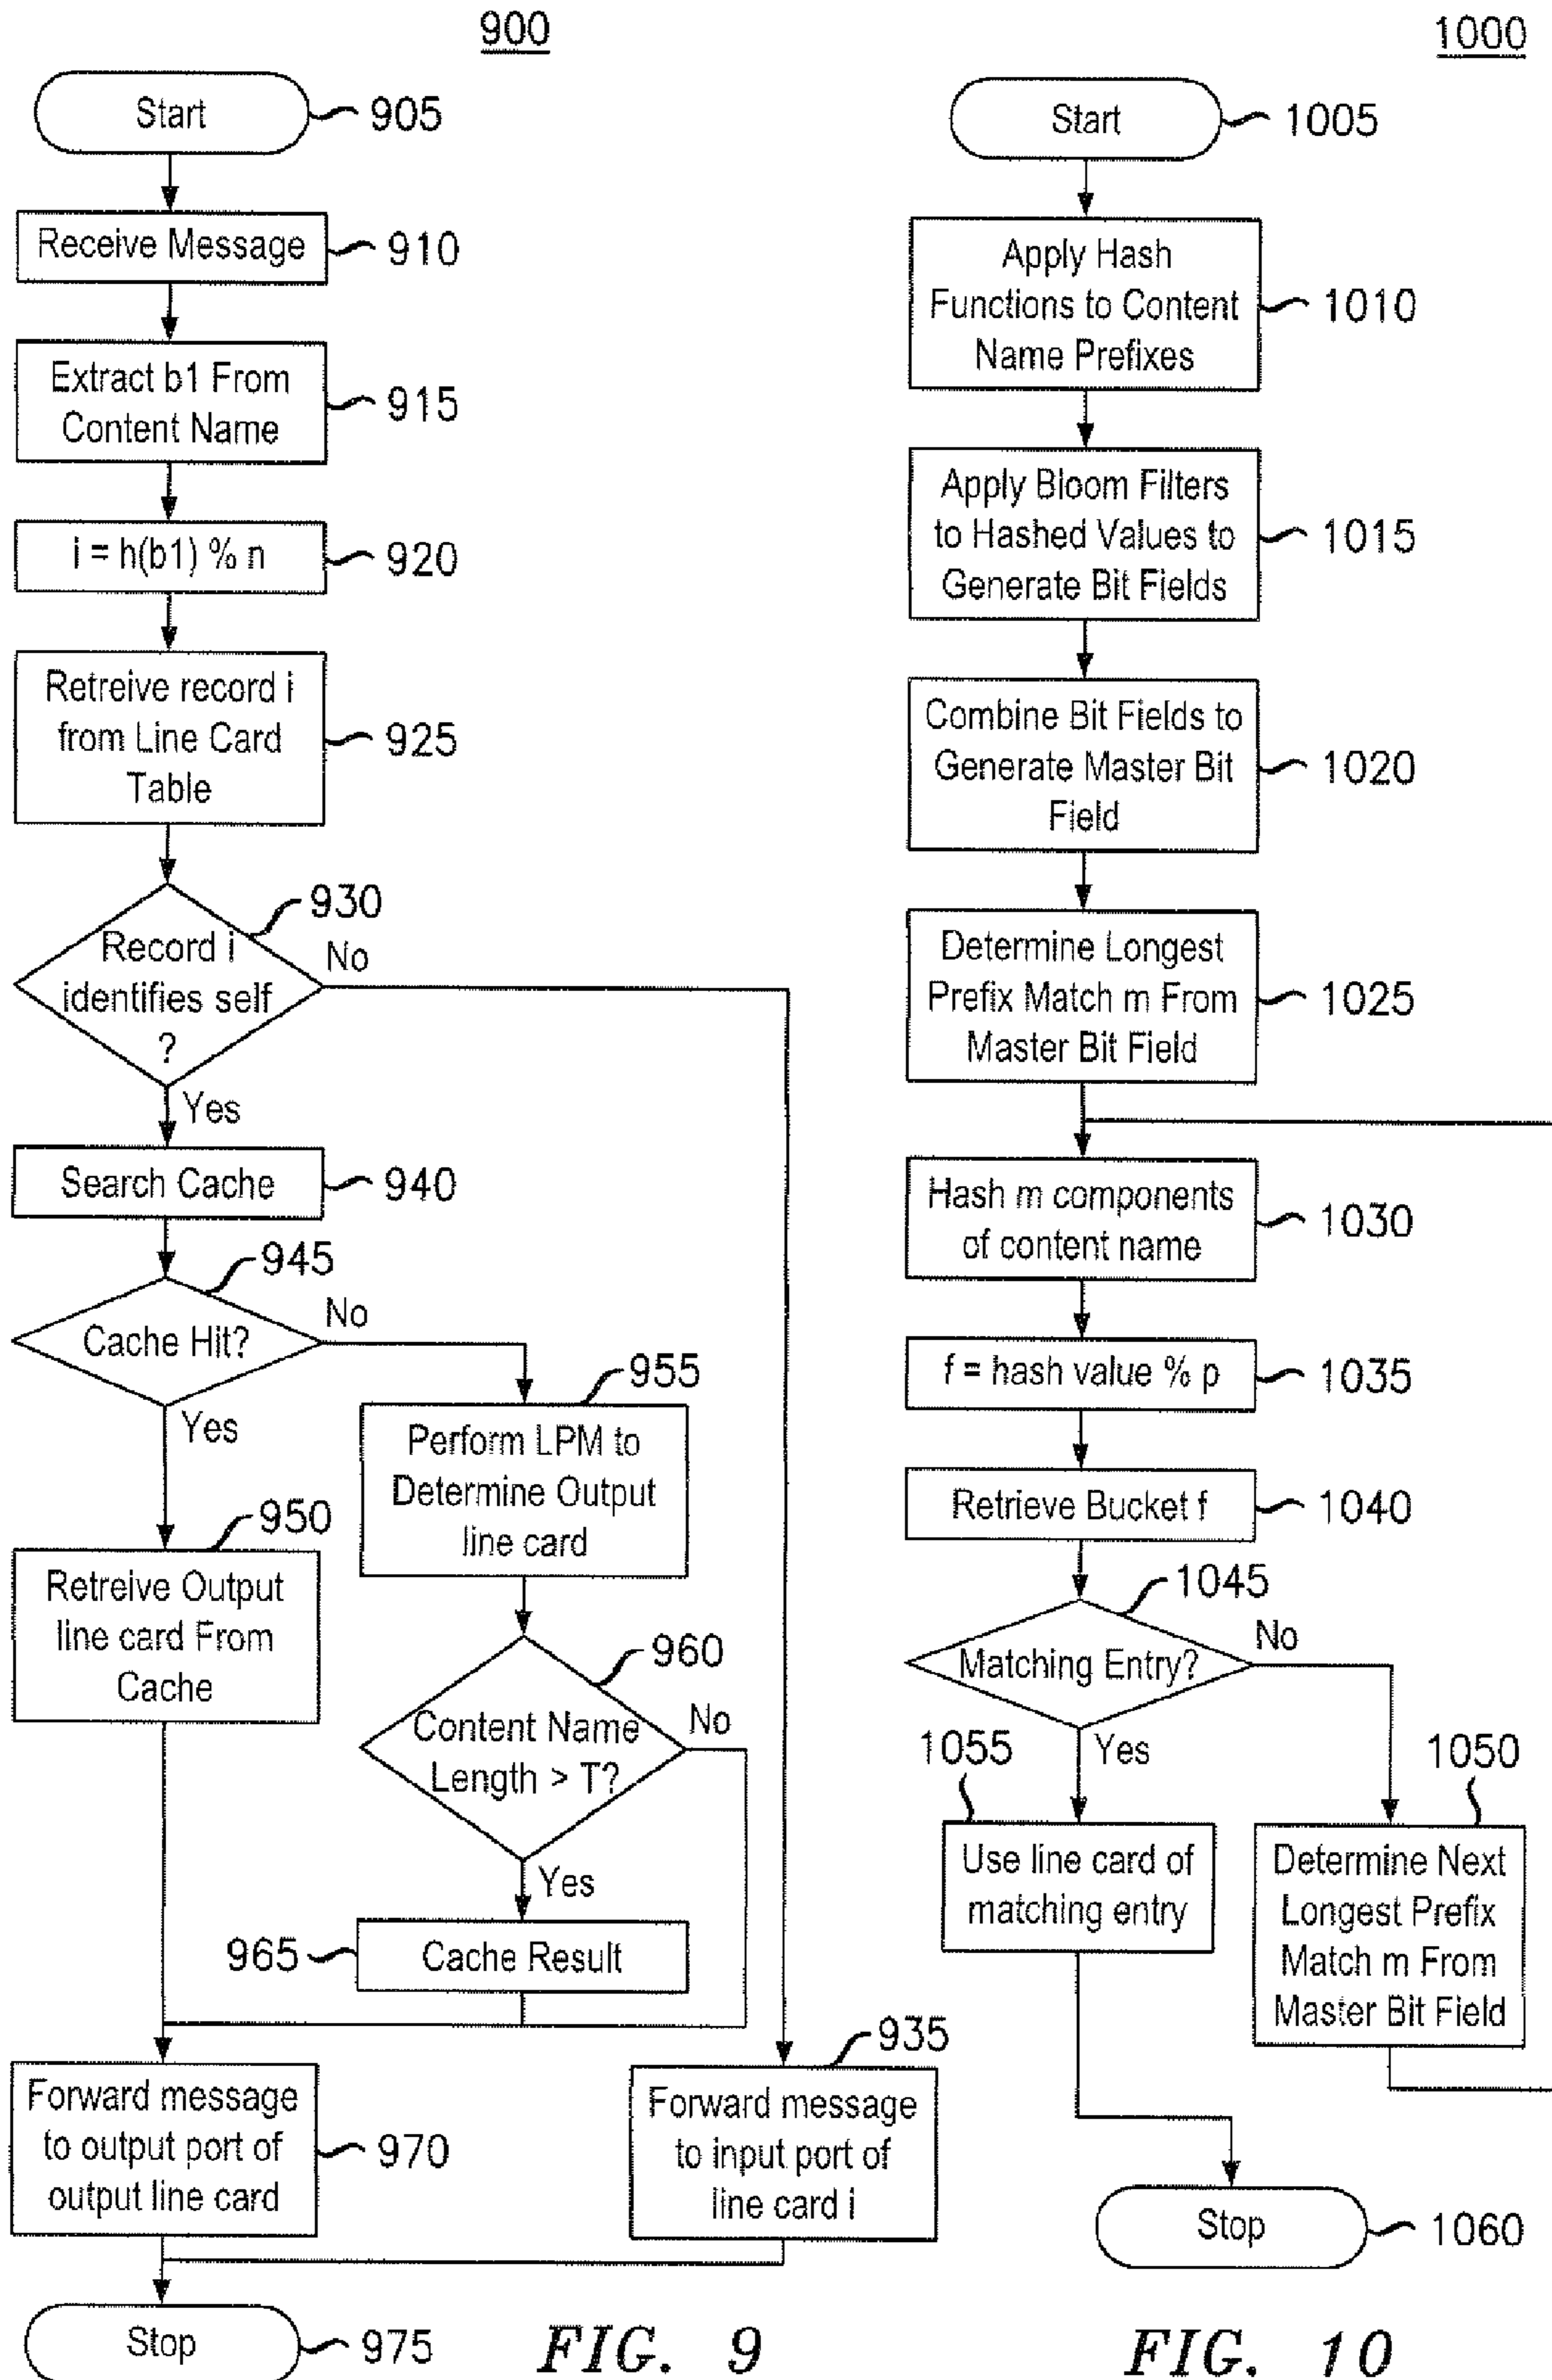 900
Start
905
Receive Message
910
Extract b1 From
Content Name
915
i = h(b1) % n
920
Retreive record i
from Line Card
Table
925
930
Record i
identifies self
?
No
Yes
Search Cache
940
945
Cache Hit?
No
Yes
955
Perform LPM to
Determine Output
line card
950
Retreive Output
line card From
Cache
960
Content Name
Length > T?
No
Yes
965
Cache Result
935
Forward message
to output port of
output line card
970
Forward message
to input port of
line card i
Stop
975
FIG. 9
1000
Start
1005
Apply Hash
Functions to Content
Name Prefixes
1010
Apply Bloom Filters
to Hashed Values to
Generate Bit Fields
1015
Combine Bit Fields to
Generate Master Bit
Field
1020
Determine Longest
Prefix Match m From
Master Bit Field
1025
Hash m components
of content name
1030
f = hash value % p
1035
Retrieve Bucket f
1040
1045
Matching Entry?
No
Yes
1055
Use line card of
matching entry
1050
Determine Next
Longest Prefix
Match m From
Master Bit Field
Stop
1060
FIG. 10